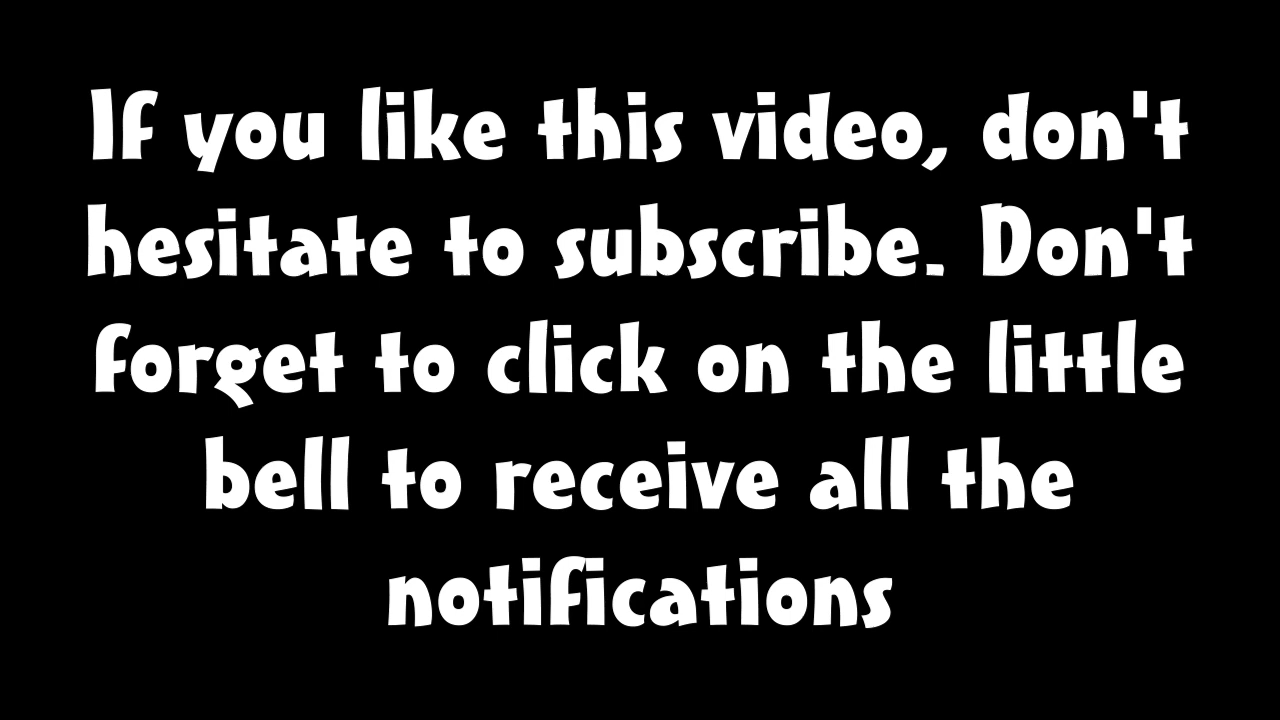 If you like this video, don't
hesitate to subscribe. Don't
forget to click on the little
bell to receive all the
notifications